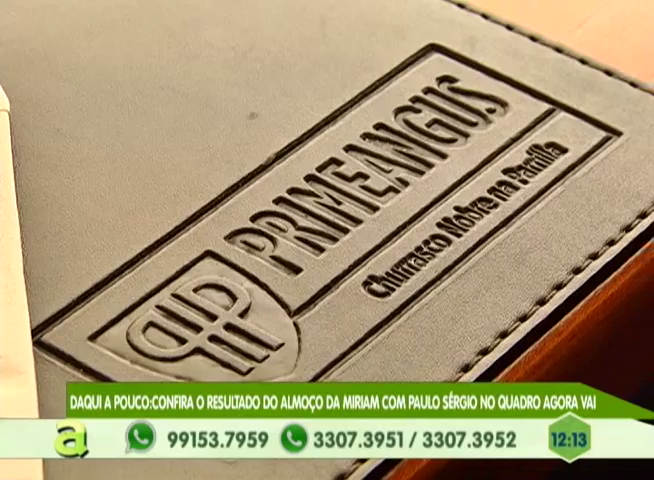 PRIMEANGUS
Churrasco Nobre na Parrilla
DAQUI A POUCO:CONFIRA O RESULTADO DO ALMOÇO DA MIRIAM COM PAULO SÉRGIO NO QUADRO AGORA VAI
a 99153.7959 3307.3951 / 3307.3952 12:13